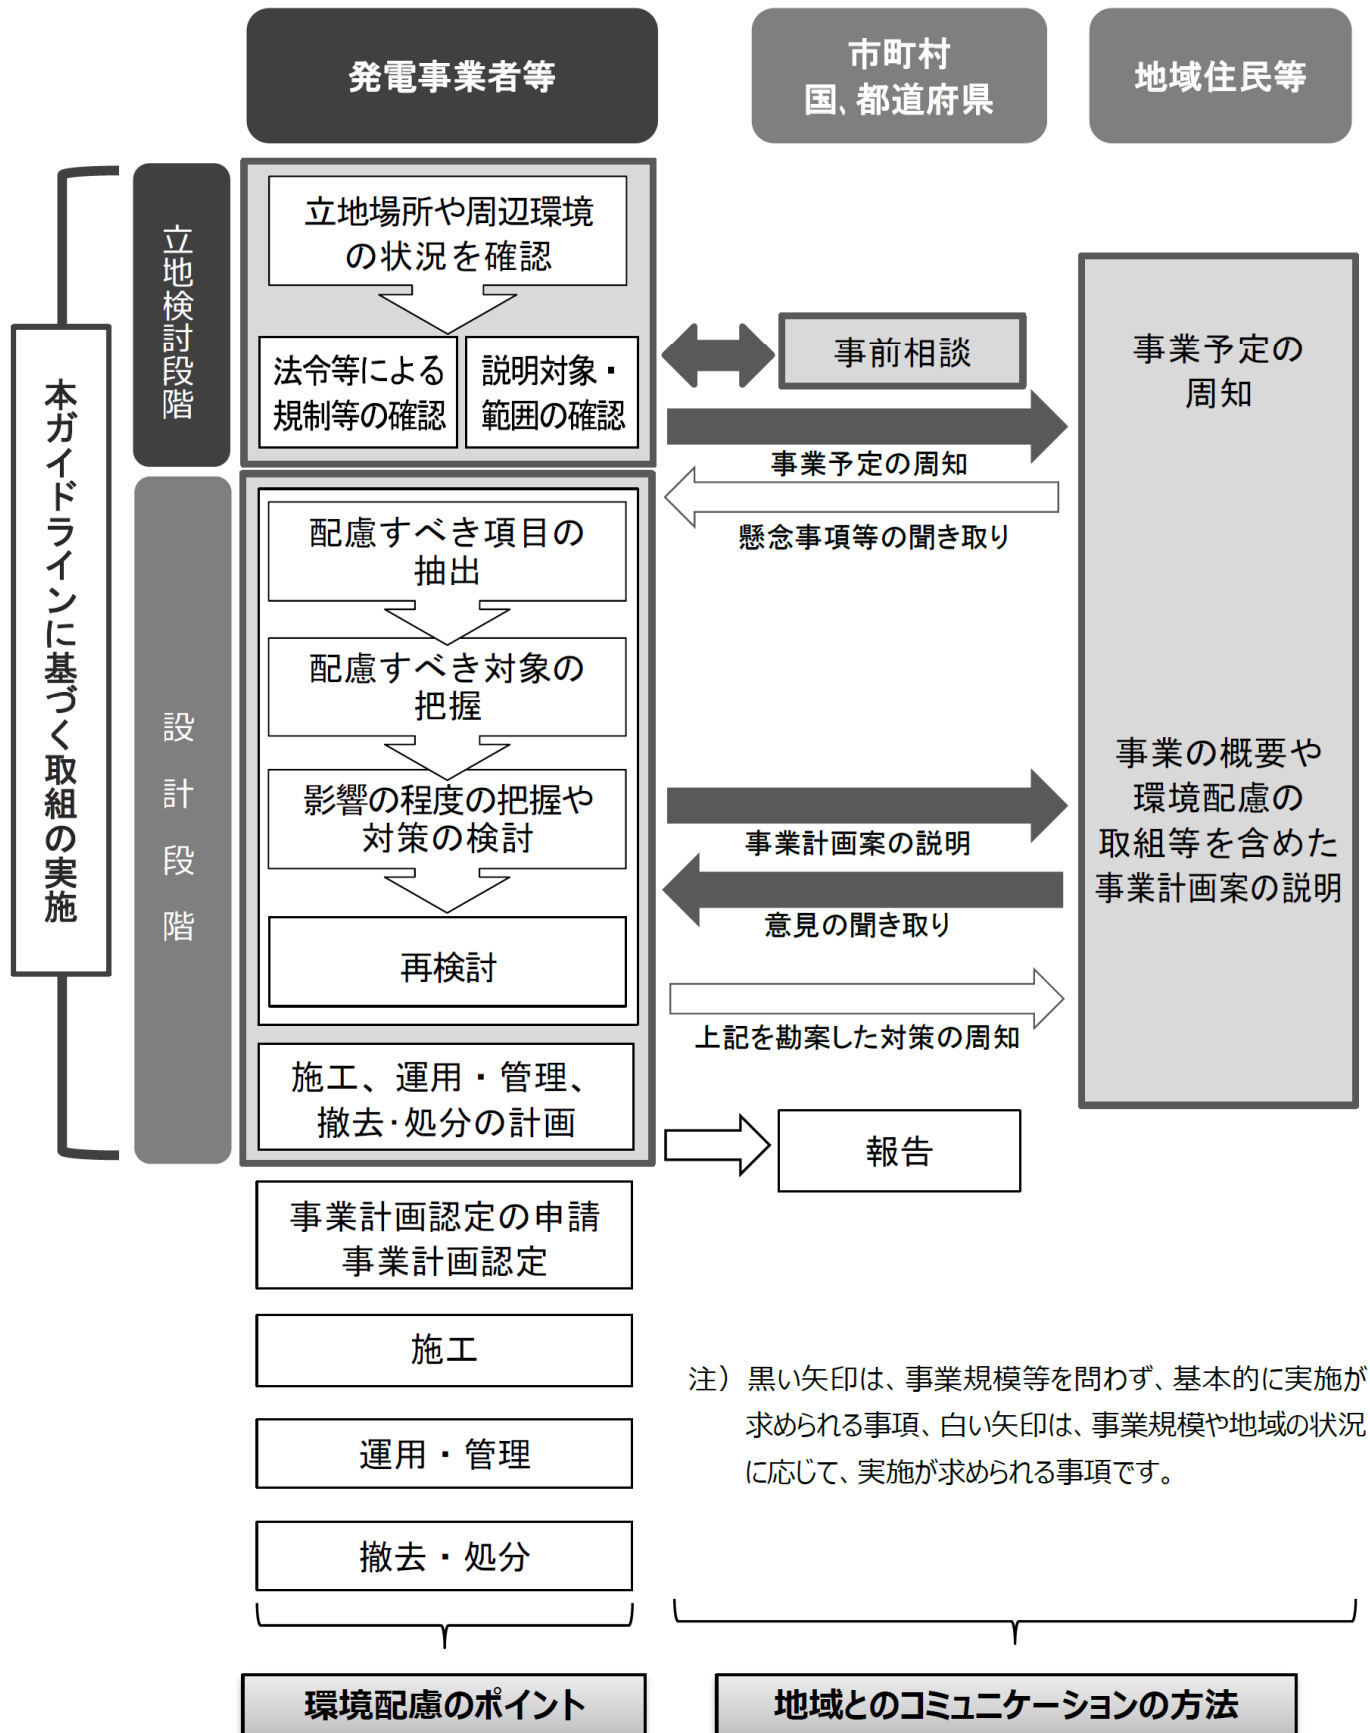 発電事業者等
市町村
国、都道府県
地域住民等
本ガイドラインに基づく取組の実施
立地検討段階
立地場所や周辺環境
の状況を確認
法令等による
規制等の確認
説明対象・
範囲の確認
事前相談
事業予定の周知
懸念事項等の聞き取り
事業予定の
周知
設計段階
配慮すべき項目の
抽出
配慮すべき対象の
把握
影響の程度の把握や
対策の検討
再検討
施工、運用・管理、
撤去・処分の計画
事業計画案の説明
意見の聞き取り
上記を勘案した対策の周知
報告
事業の概要や
環境配慮の
取組等を含めた
事業計画案の説明
事業計画認定の申請
事業計画認定
施工
運用・管理
撤去・処分
注）黒い矢印は、事業規模等を問わず、基本的に実施が
求められる事項、白い矢印は、事業規模や地域の状況
に応じて、実施が求められる事項です。
環境配慮のポイント
地域とのコミュニケーションの方法